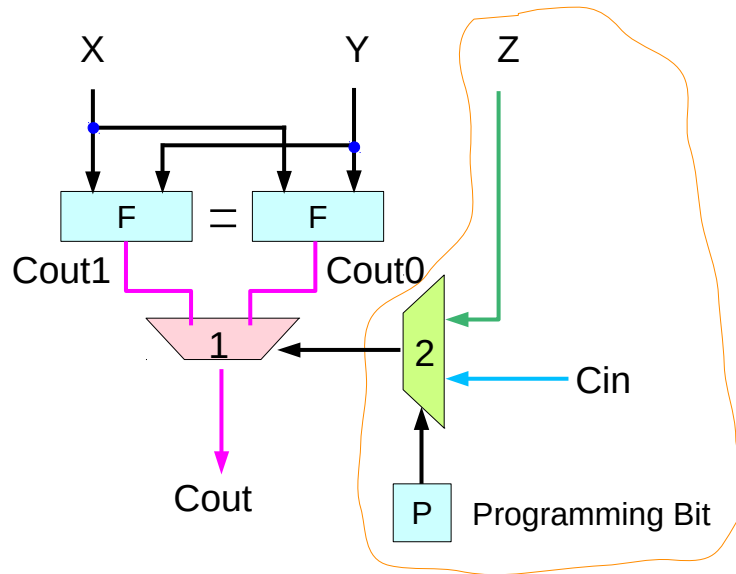 X Y Z
F = F
Cout1 Cout0
1
2
Cin
Cout
P Programming Bit